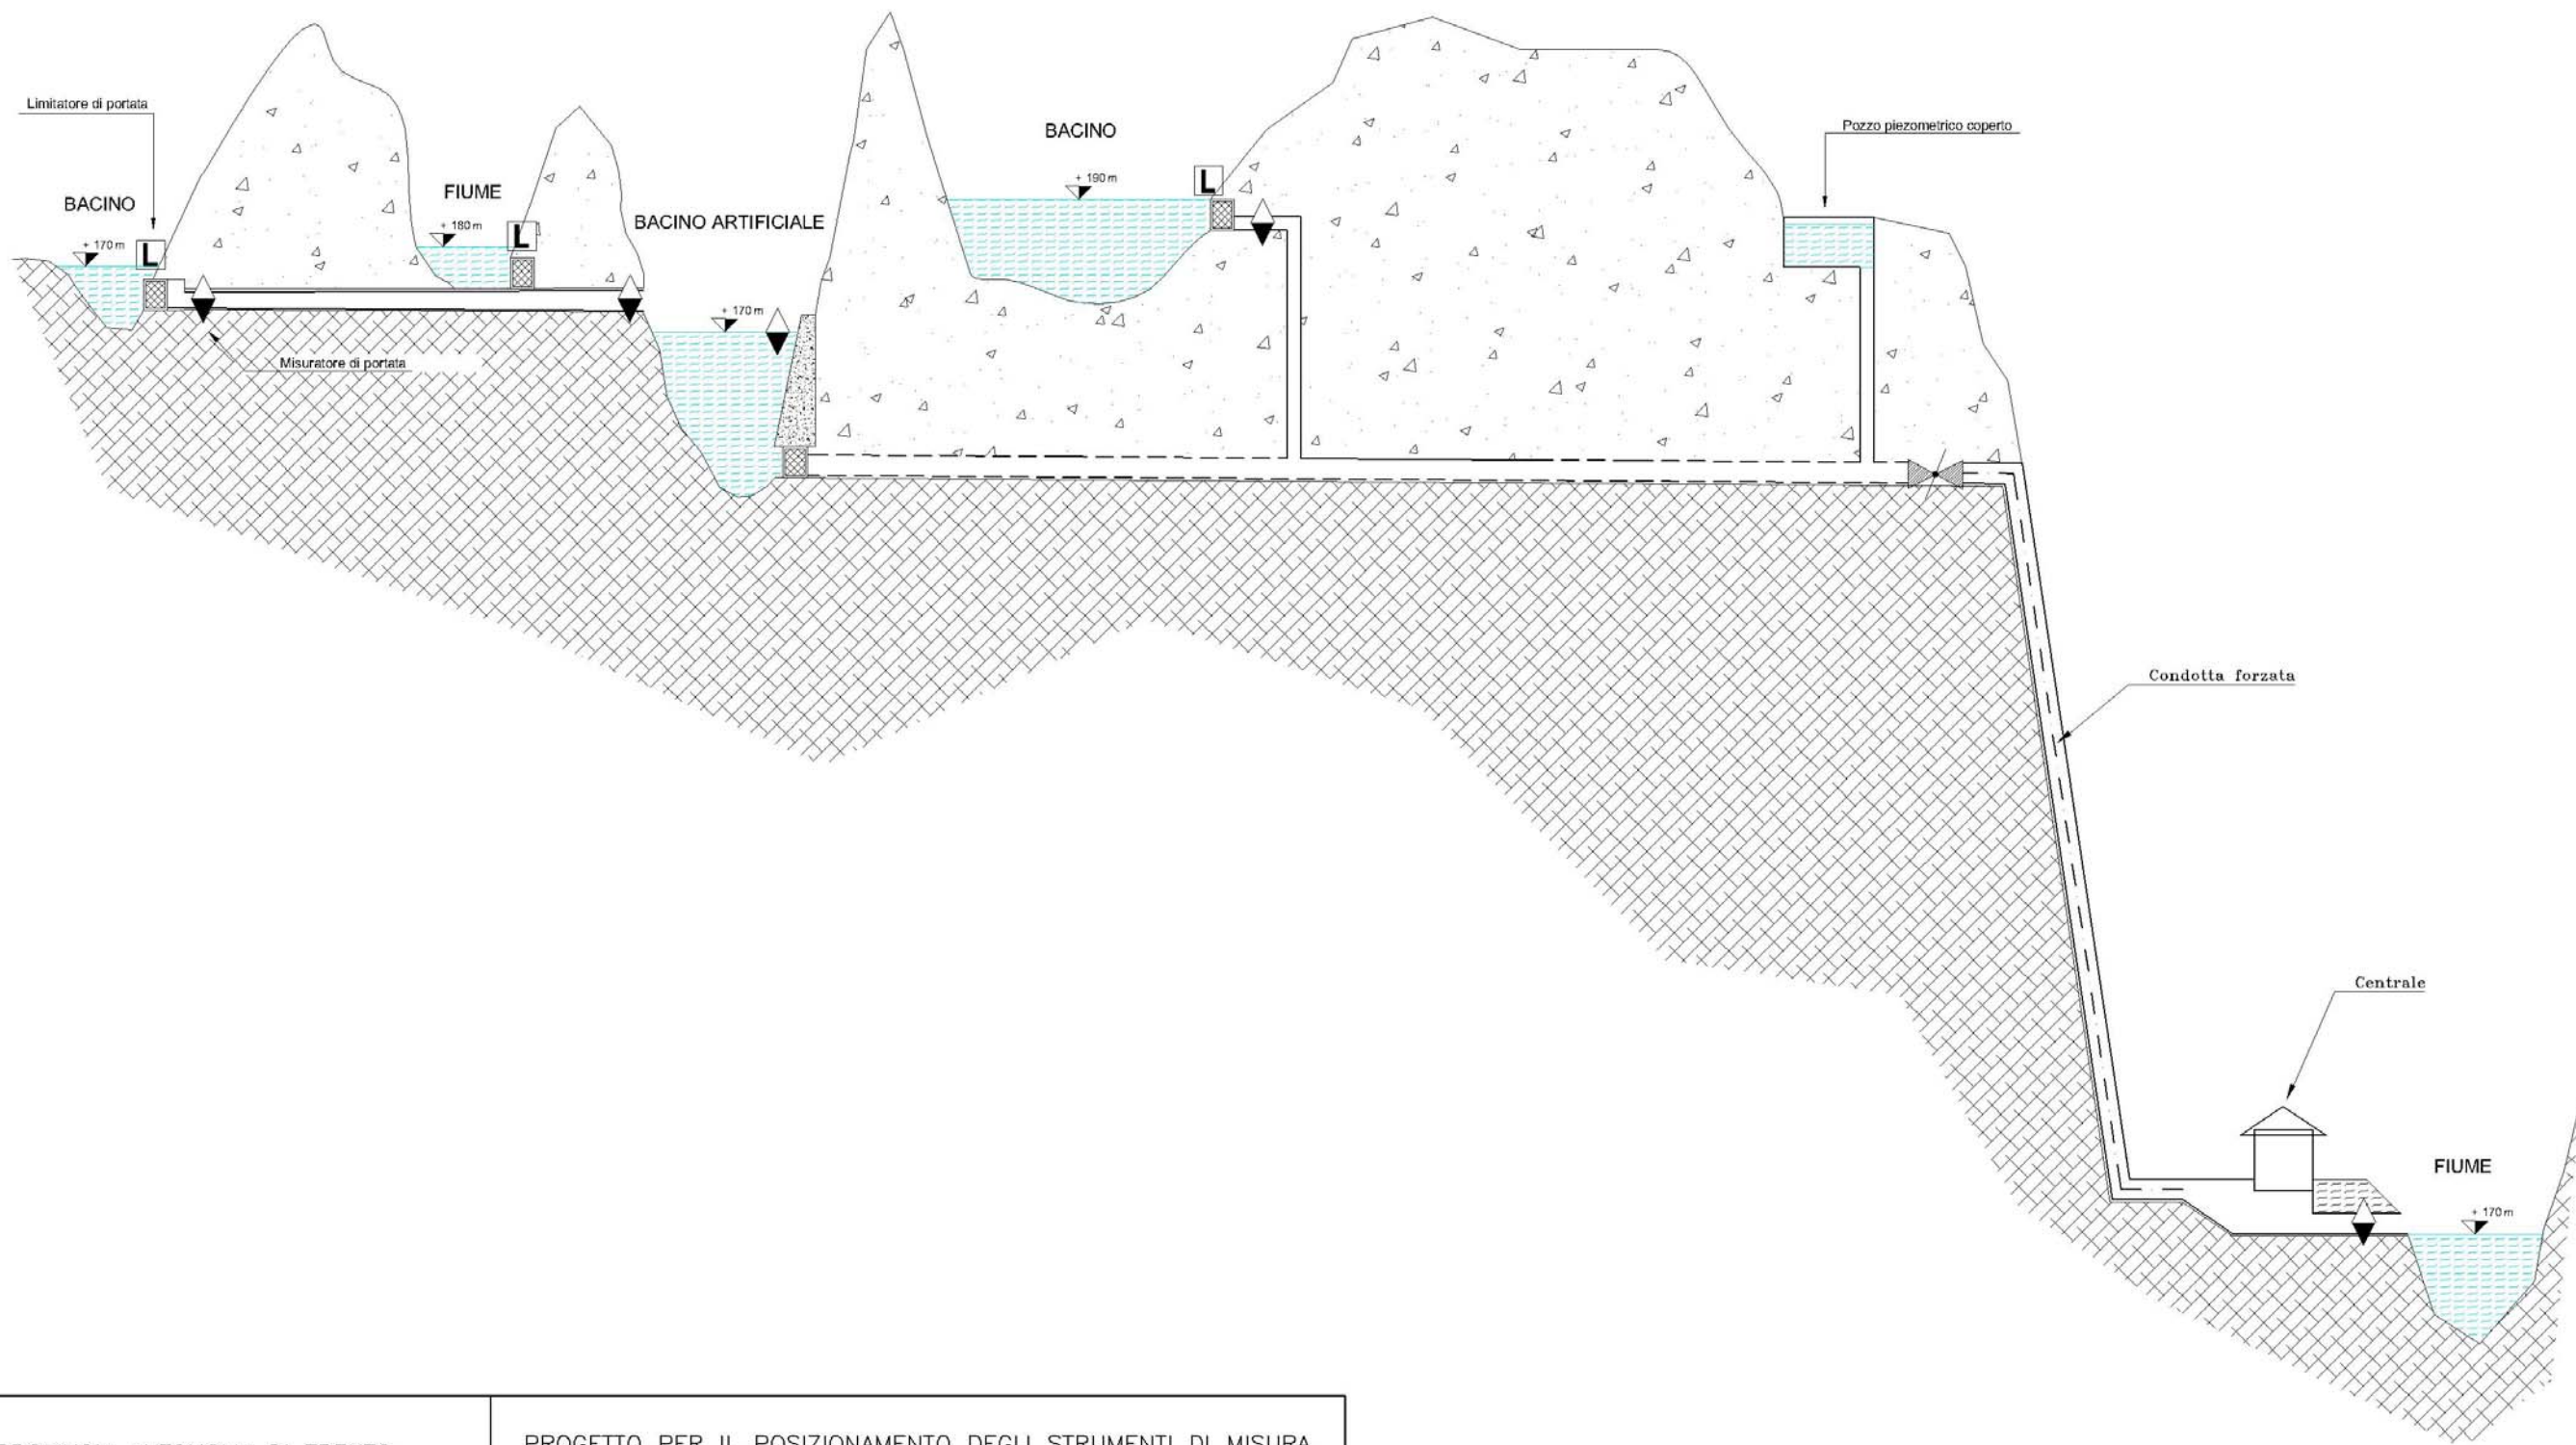 Limitatore di portata
BACINO
+ 170 m
L
FIUME
+ 180 m
L
BACINO ARTIFICIALE
+ 170 m
Misuratore di portata
BACINO
+ 190 m
L
Pozzo piezometrico coperto
Condotta forzata
Centrale
FIUME
+ 170 m
PROGETTO PER IL POSIZIONAMENTO DEGLI STRUMENTI DI MISURA